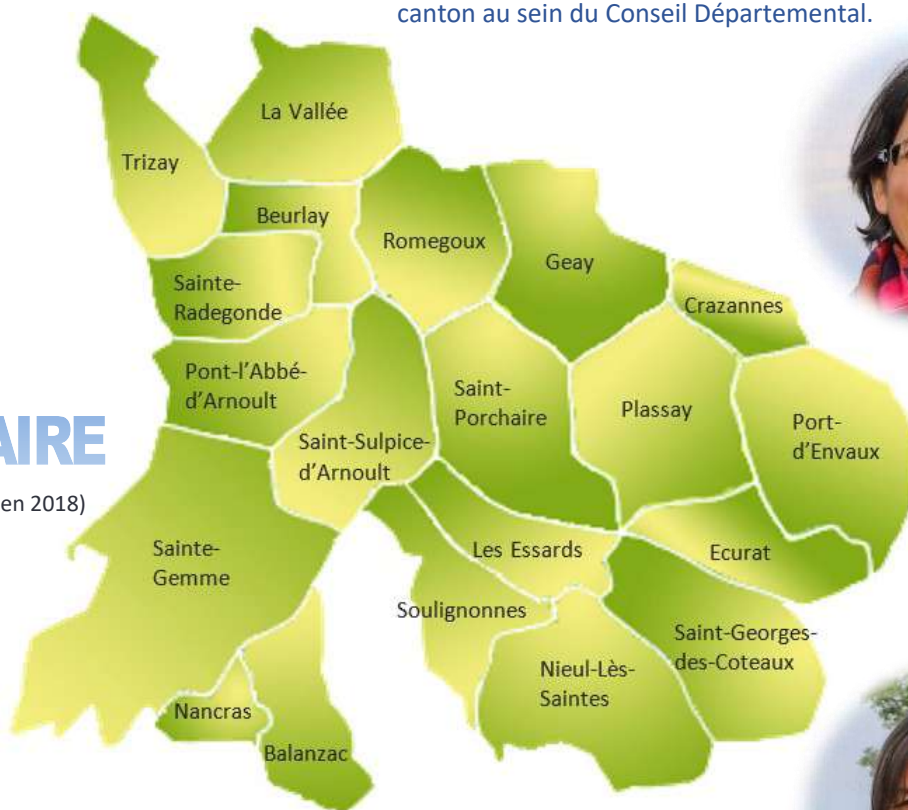 canton au sein du Conseil Départemental.
La Vallée
Trizay
Beurlay
Romegoux
Geay
Sainte-
Radegonde
Crazannes
Pont-l'Abbé-
d'Arnoult
Saint-
Porchaire
Plassay
Port-
d'Envaux
AIRE
Saint-Sulpice-
d'Arnoult
en 2018)
Sainte-
Gemme
Les Essards
Ecurat
Soulignonnes
Saint-Georges-
des-Coteaux
Nieul-Lès-
Saintes
Nancras
Balanzac